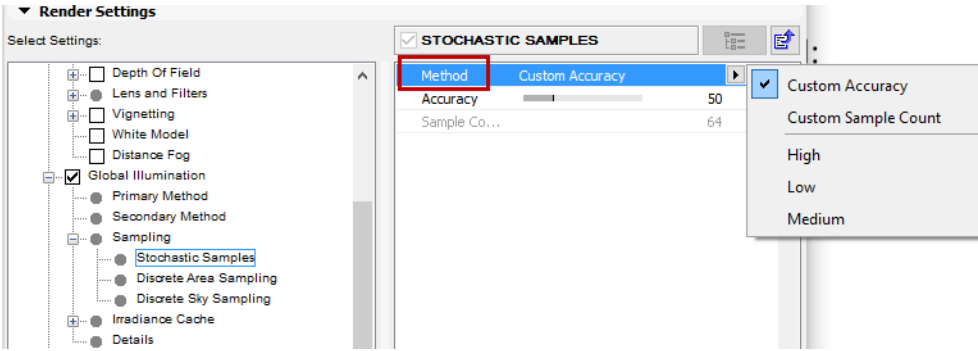 Render Settings
Select Settings:
STOCHASTIC SAMPLES
Depth Of Field
Lens and Filters
Vignetting
White Model
Distance Fog
Global Illumination
Primary Method
Secondary Method
Sampling
Stochastic Samples
Discrete Area Sampling
Discrete Sky Sampling
Irradiance Cache
Details
Method Custom Accuracy
Accuracy 50
Sample Co... 64
Custom Accuracy
Custom Sample Count
High
Low
Medium